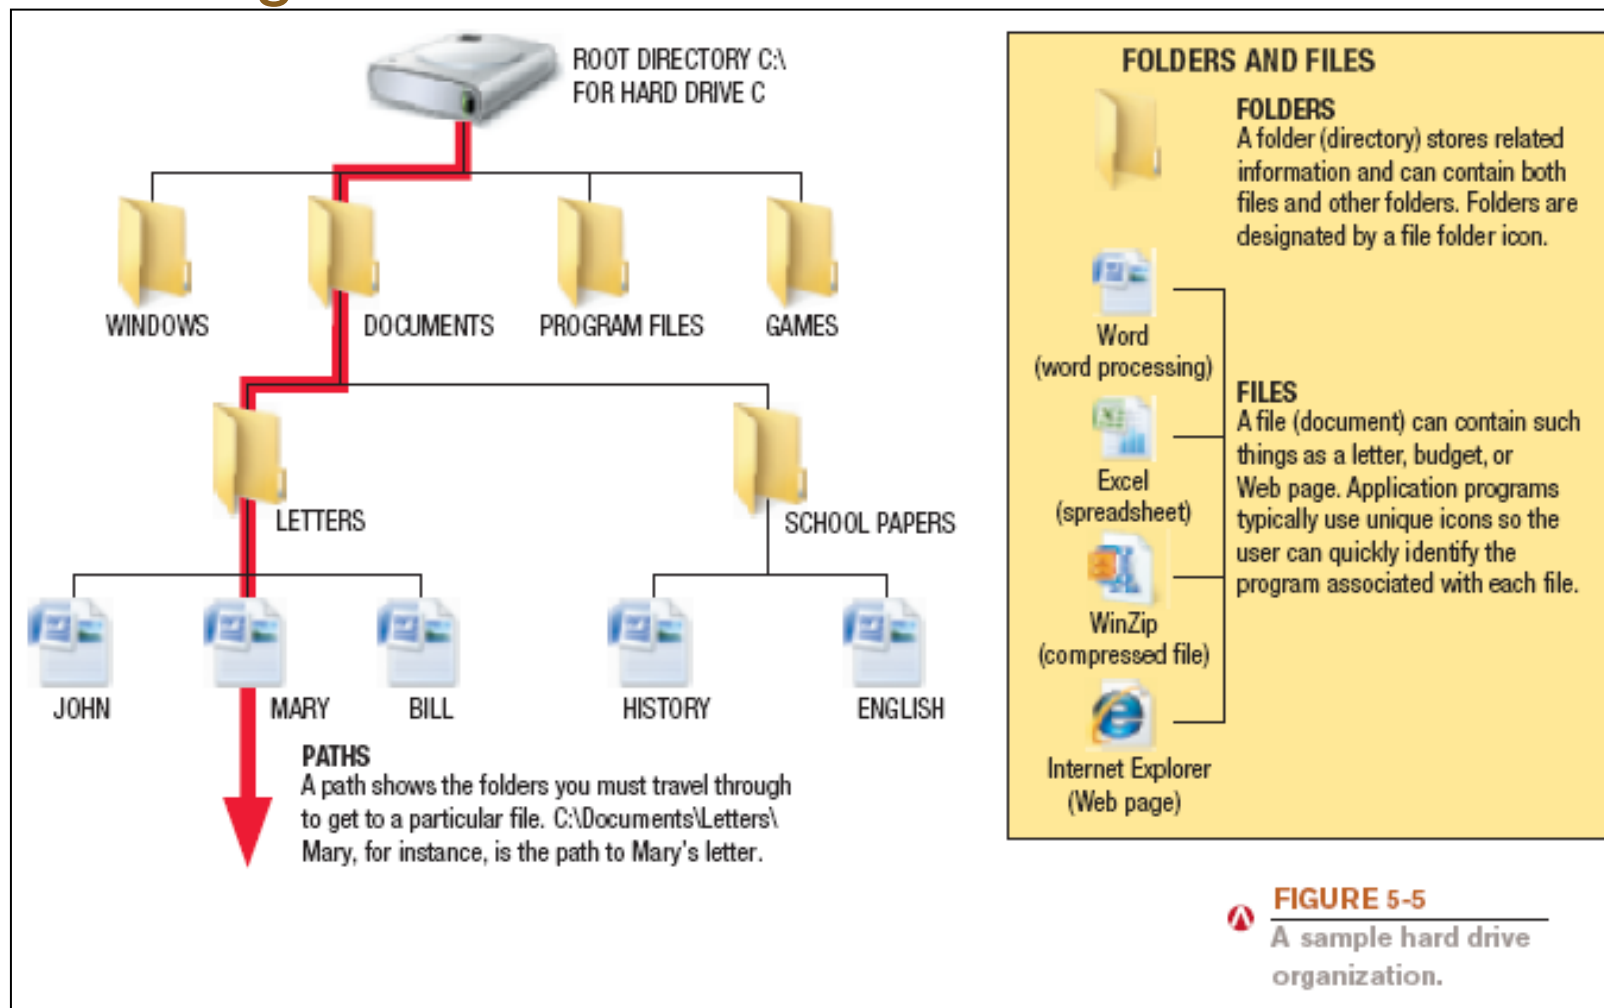 ROOT DIRECTORY C:\
FOR HARD DRIVE C
WINDOWS
DOCUMENTS
PROGRAM FILES
GAMES
LETTERS
SCHOOL PAPERS
JOHN
MARY
BILL
HISTORY
ENGLISH
PATHS
A path shows the folders you must travel through
to get to a particular file. C:\Documents\Letters\
Mary, for instance, is the path to Mary's letter.
FOLDERS AND FILES
FOLDERS
A folder (directory) stores related
information and can contain both
files and other folders. Folders are
designated by a file folder icon.
Word
(word processing)
Excel
(spreadsheet)
WinZip
(compressed file)
Internet Explorer
(Web page)
FILES
A file (document) can contain such
things as a letter, budget, or
Web page. Application programs
typically use unique icons so the
user can quickly identify the
program associated with each file.
FIGURE 5-5
A sample hard drive
organization.